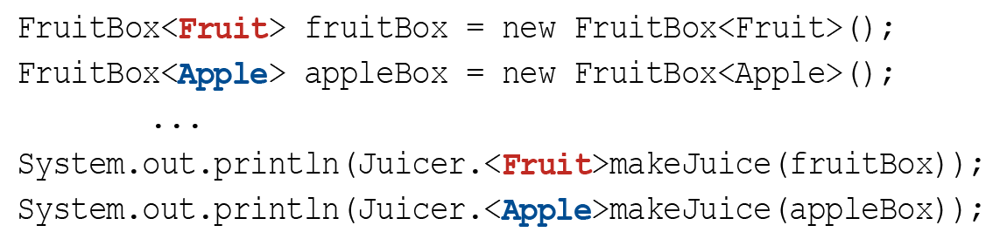 FruitBox<Fruit> fruitBox = new FruitBox<Fruit>();
FruitBox<Apple> appleBox = new FruitBox<Apple>();
...
System.out.println(Juicer.<Fruit>makeJuice(fruitBox));
System.out.println(Juicer.<Apple>makeJuice(appleBox));